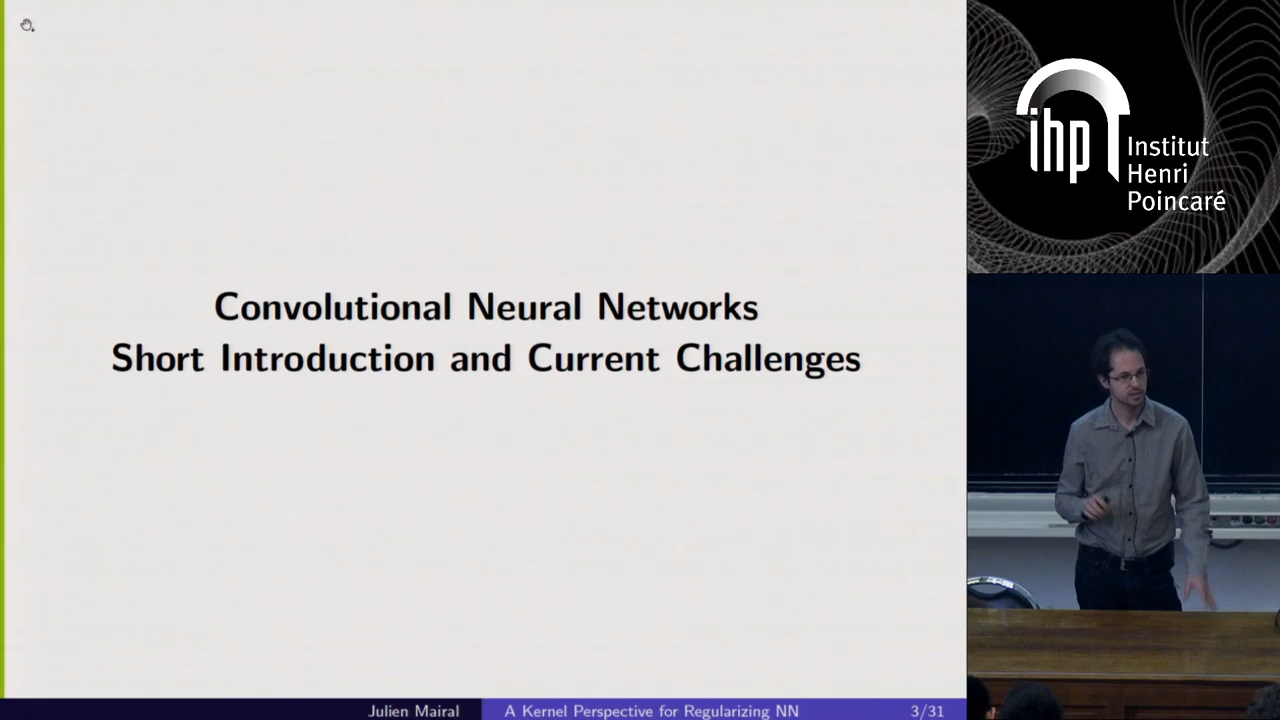 Convolutional Neural Networks
Short Introduction and Current Challenges
Julien Mairal
A Kernel Perspective for Regularizing NN
3/31
ihp
Institut
Henri
Poincaré